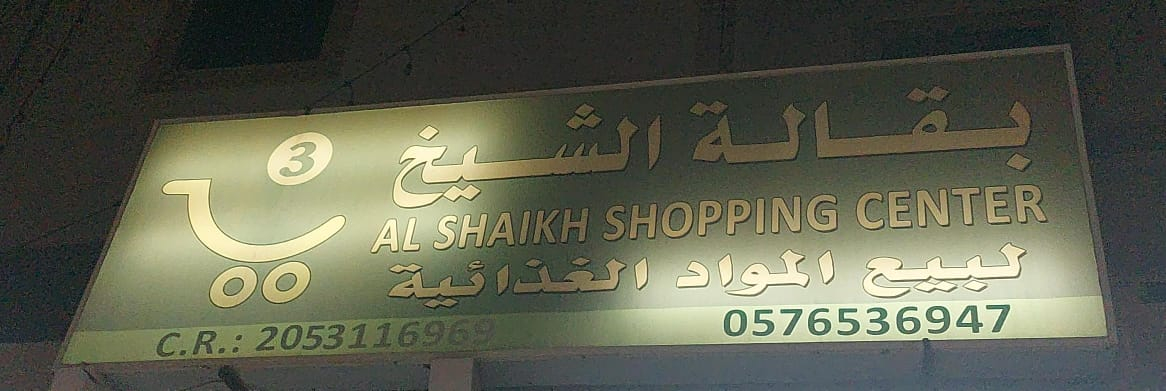 3
بقالة الشيخ
AL SHAIKH SHOPPING CENTER
لبيع المواد الغذائية
C.R.: 2053116969
0576536947